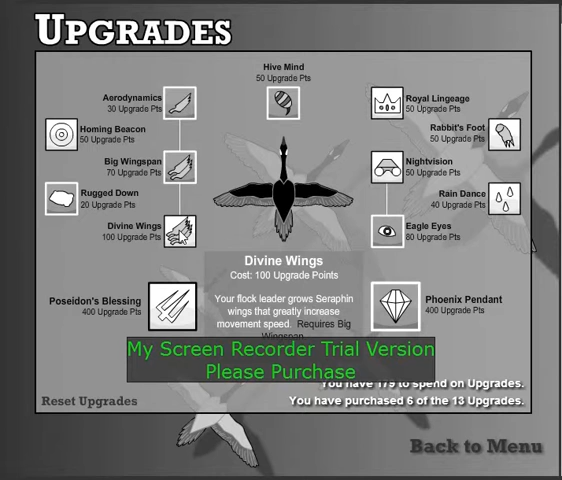 UPGRADES
Hive Mind
50 Upgrade Pts
Aerodynamics
30 Upgrade Pts
Royal Lingeage
50 Upgrade Pts
Homing Beacon
50 Upgrade Pts
Rabbit's Foot
50 Upgrade Pts
Big Wingspan
70 Upgrade Pts
Nightvision
50 Upgrade Pts
Rugged Down
20 Upgrade Pts
Rain Dance
40 Upgrade Pts
Divine Wings
100 Upgrade Pts
Eagle Eyes
80 Upgrade Pts
Divine Wings
Cost: 100 Upgrade Points
Your flock leader grows Seraphin
wings that greatly increase
movement speed. Requires Big
Wingspan
Poseidon's Blessing
400 Upgrade Pts
Phoenix Pendant
400 Upgrade Pts
My Screen Recorder Trial Version
Please Purchase
You have 179 to spend on Upgrades.
You have purchased 6 of the 13 Upgrades.
Reset Upgrades
Back to Menu